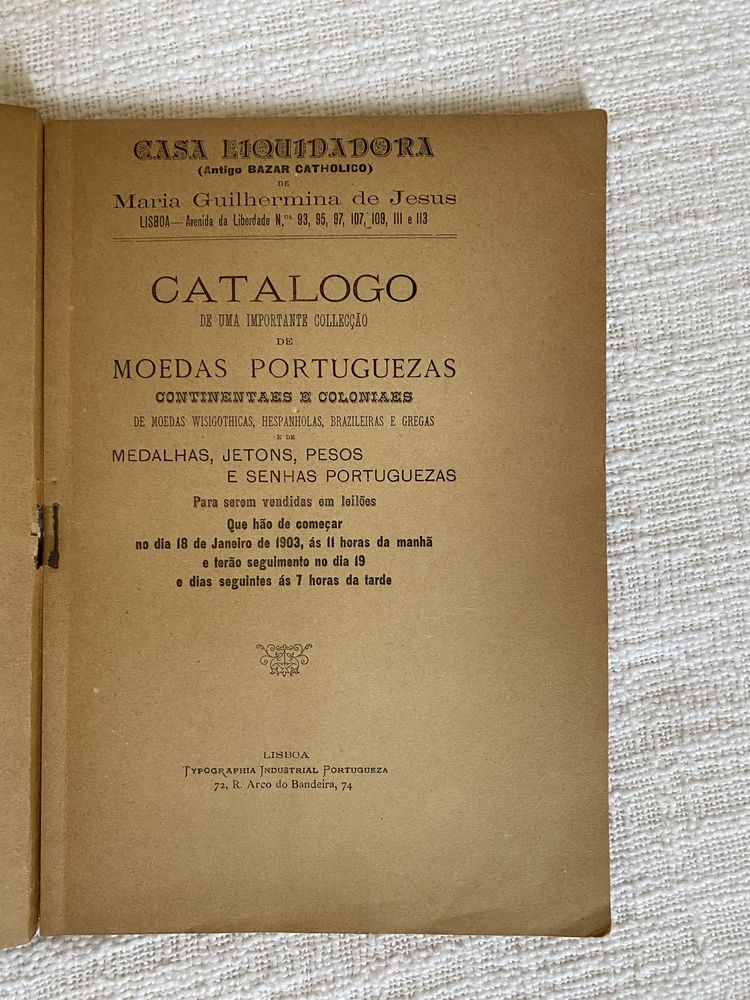 CASA LIQUIDADORA
(Antigo BAZAR CATHOLICO)
DE
Maria Guilhermina de Jesus
LISBOA—Avenida da Liberdade N.os 93, 95, 97, 107, 109, 111 e 113
CATALOGO
DE UMA IMPORTANTE COLLECÇÃO
DE
MOEDAS PORTUGUEZAS
CONTINENTAES E COLONIAES
DE MOEDAS WISIGOTHICAS, HESPANHOLAS, BRAZILEIRAS E GREGAS
E DE
MEDALHAS, JETONS, PESOS
E SENHAS PORTUGUEZAS
Para serem vendidas em leilões
Que hão de começar
no dia 18 de Janeiro de 1903, ás 11 horas da manhã
e terão seguimento no dia 19
e dias seguintes ás 7 horas da tarde
LISBOA
TYPOGRAPHIA INDUSTRIAL PORTUGUEZA
72, R. Arco do Bandeira, 74